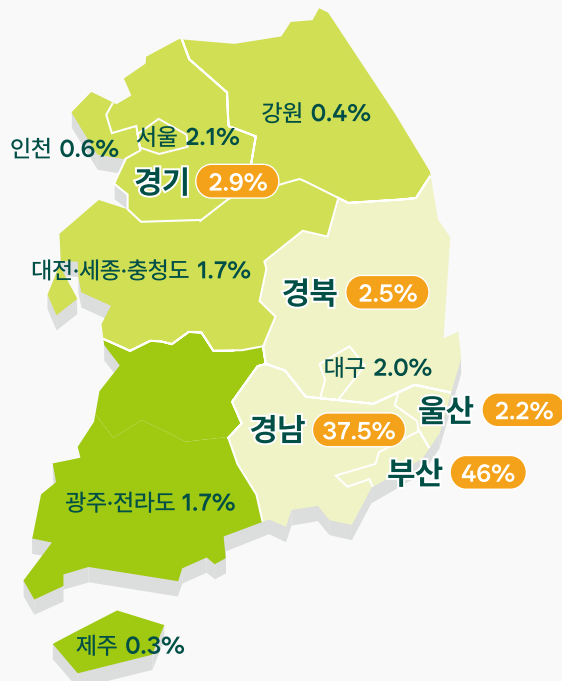 강원 0.4%
서울 2.1%
인천 0.6%
경기 2.9%
대전·세종·충청도 1.7%
경북 2.5%
대구 2.0%
울산 2.2%
경남 37.5%
부산 46%
광주·전라도 1.7%
제주 0.3%